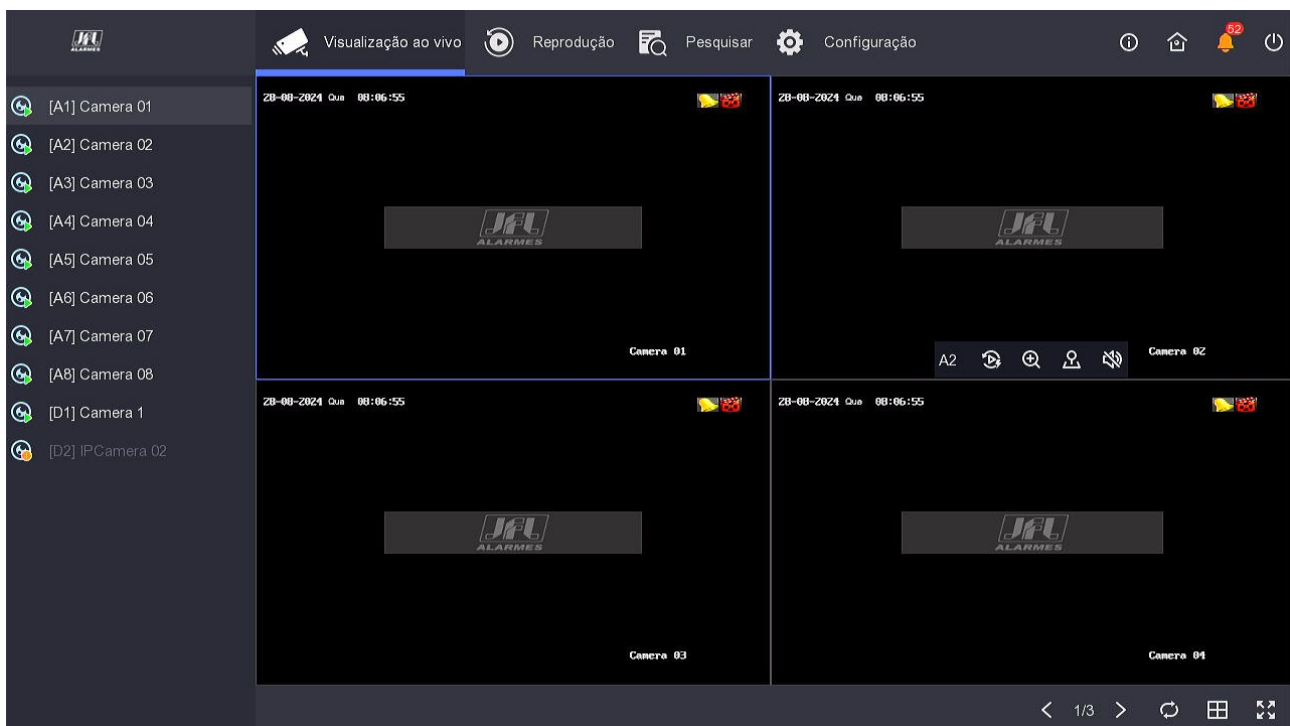 JFL
ALARMES
Visualização ao vivo
Reprodução
Pesquisar
Configuração
52
[A1] Camera 01
[A2] Camera 02
[A3] Camera 03
[A4] Camera 04
[A5] Camera 05
[A6] Camera 06
[A7] Camera 07
[A8] Camera 08
[D1] Camera 1
[D2] IPCamera 02
28-08-2024 Qua 08:06:55
JFL
ALARMES
Camera 01
28-08-2024 Qua 08:06:55
JFL
ALARMES
A2
Camera 02
28-08-2024 Qua 08:06:55
JFL
ALARMES
Camera 03
28-08-2024 Qua 08:06:55
JFL
ALARMES
Camera 04
1/3